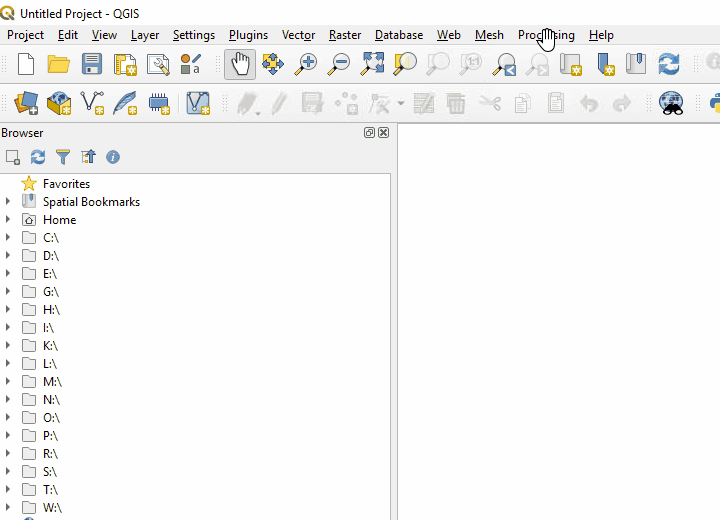 Untitled Project - QGIS
Project Edit View Layer Settings Plugins Vector Raster Database Web Mesh Processing Help
Browser
Favorites
Spatial Bookmarks
Home
C:\
D:\
E:\
G:\
H:\
I:\
K:\
L:\
M:\
N:\
O:\
P:\
R:\
S:\
T:\
W:\